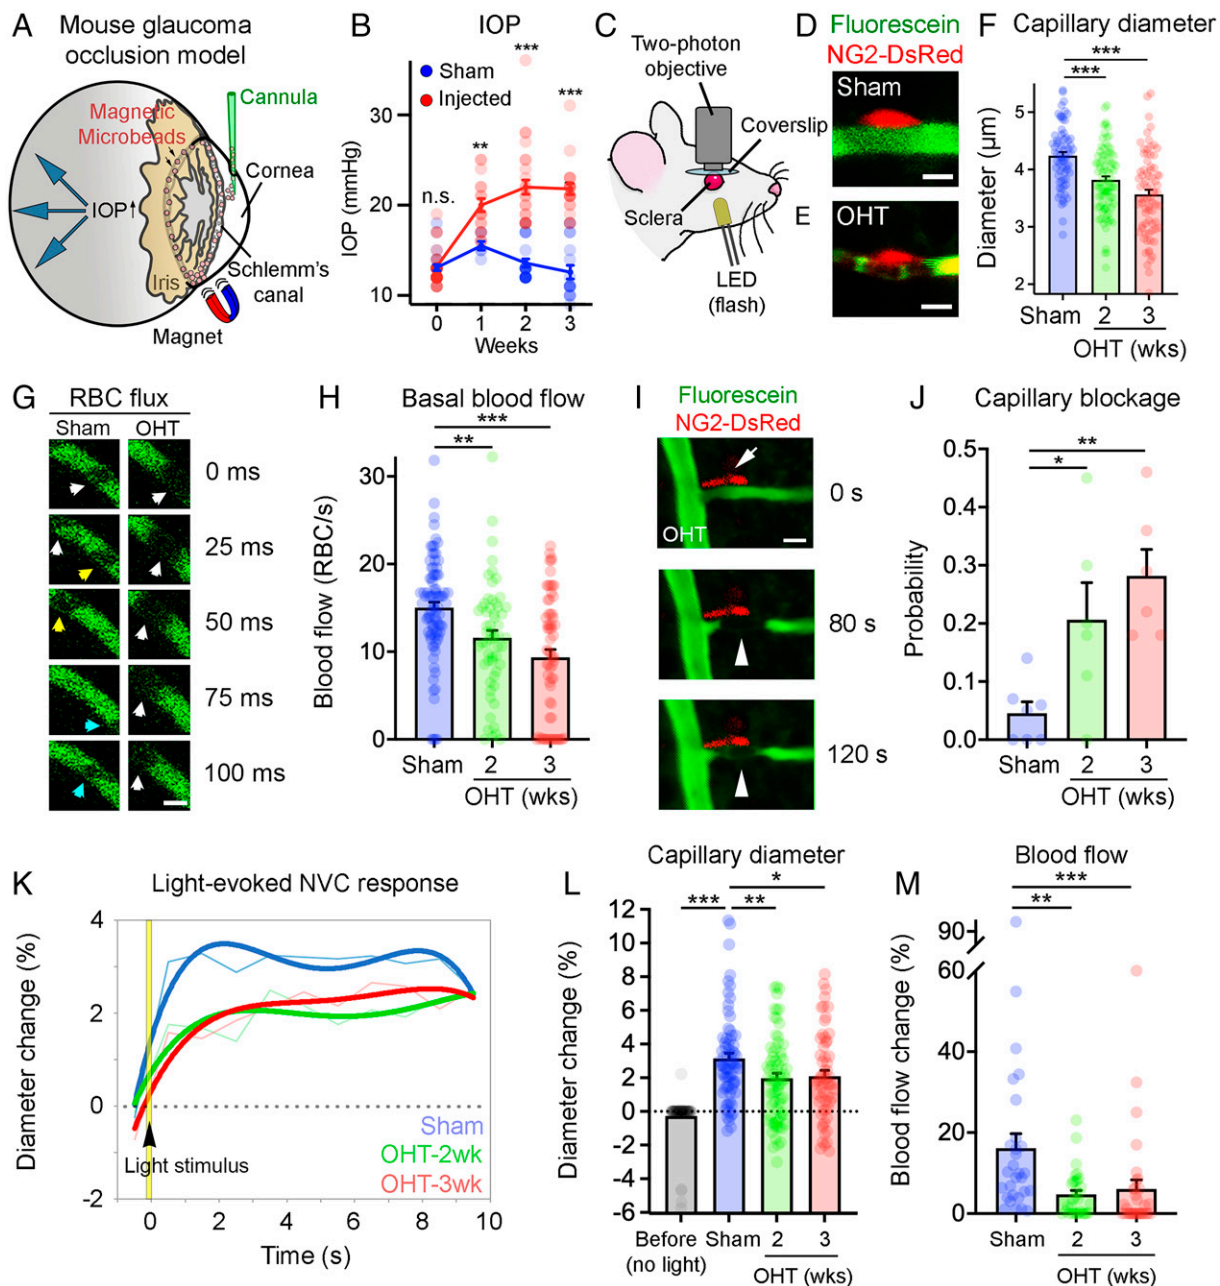 A
Mouse glaucoma
occlusion model
Magnetic
Microbeads
Cannula
Cornea
IOP↑
Iris
Schlemm's
canal
Magnet
B
IOP
Sham
Injected
n.s.
**
***
***
IOP (mmHg)
30
20
10
0 1 2 3
Weeks
C
Two-photon
objective
Coverslip
Sclera
LED
(flash)
D
Fluorescein
NG2-DsRed
Sham
E
OHT
F
Capillary diameter
***
***
Diameter (µm)
5
4
3
2
Sham 2 3
OHT (wks)
G
RBC flux
Sham OHT
0 ms
25 ms
50 ms
75 ms
100 ms
H
Basal blood flow
***
**
Blood flow (RBC/s)
30
20
10
0
Sham 2 3
OHT (wks)
I
Fluorescein
NG2-DsRed
OHT
0 s
80 s
120 s
J
Capillary blockage
**
*
Probability
0.5
0.4
0.3
0.2
0.1
0.0
Sham 2 3
OHT (wks)
K
Light-evoked NVC response
Diameter change (%)
4
2
0
-2
Sham
OHT-2wk
OHT-3wk
Light stimulus
0 2 4 6 8 10
Time (s)
L
Capillary diameter
*
*** **
Diameter change (%)
12
10
8
6
4
2
0
-2
-4
-6
Before Sham 2 3
(no light) OHT (wks)
M
Blood flow
***
**
Blood flow change (%)
90
60
40
20
0
Sham 2 3
OHT (wks)